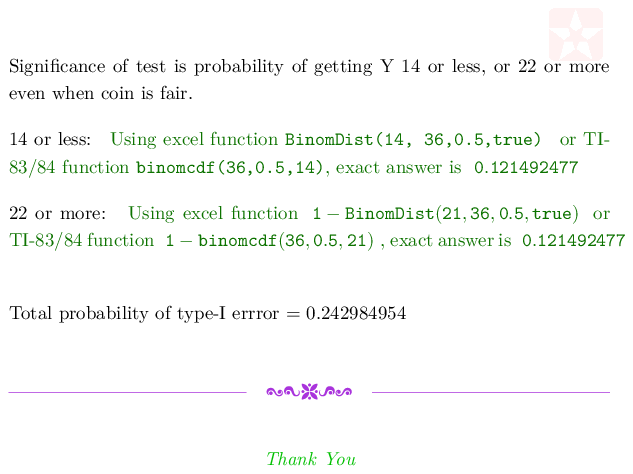 Significance of test is probability of getting Y 14 or less, or 22 or more
even when coin is fair.
14 or less: Using excel function BinomDist(14, 36,0.5,true) or TI-
83/84 function binomcdf(36,0.5,14), exact answer is 0.121492477
22 or more: Using excel function 1 − BinomDist(21, 36, 0.5, true) or
TI-83/84 function 1 − binomcdf(36, 0.5, 21) , exact answer is 0.121492477
Total probability of type-I errror = 0.242984954
Thank You